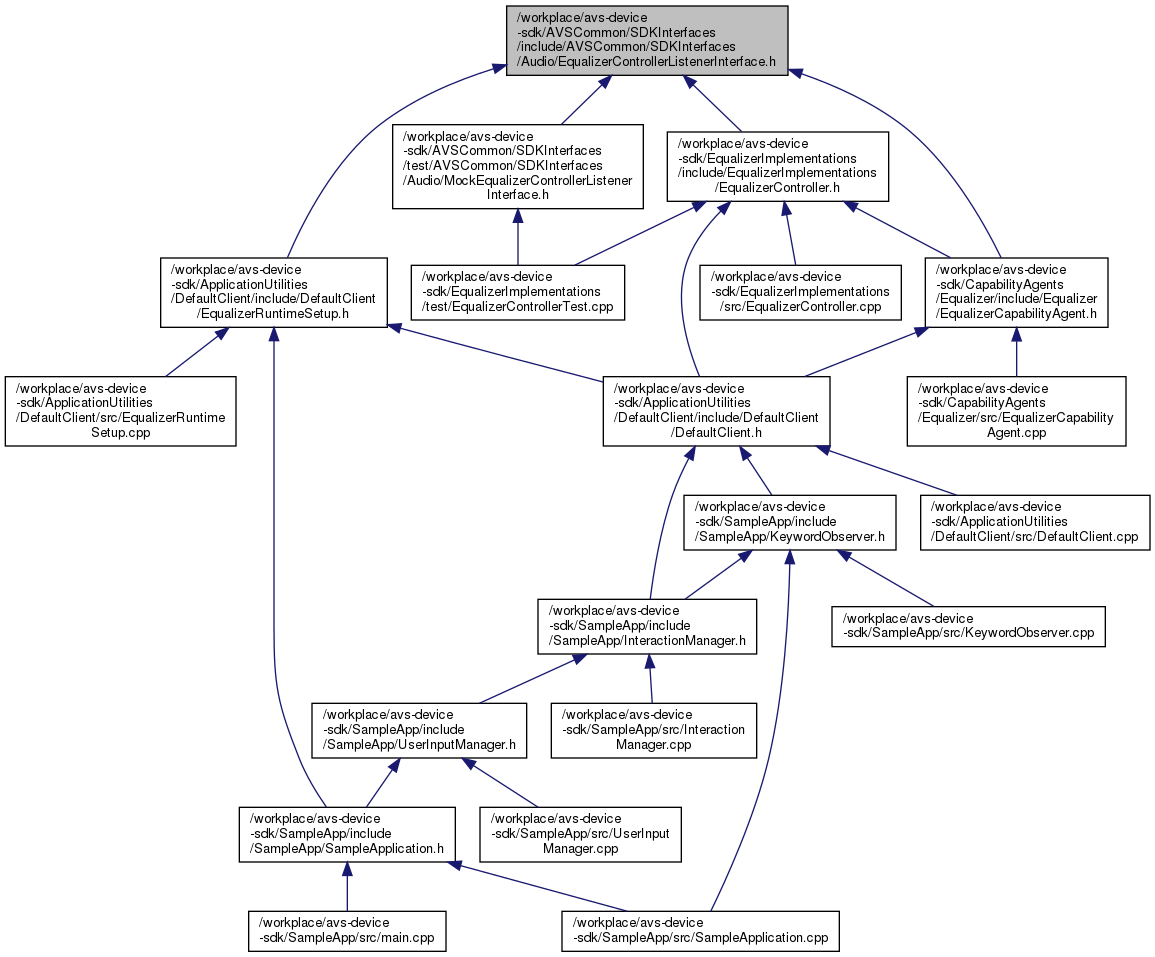 /workplace/avs-device
-sdk/AVSCommon/SDKInterfaces
/include/AVSCommon/SDKInterfaces
/Audio/EqualizerControllerListenerInterface.h
/workplace/avs-device
-sdk/AVSCommon/SDKInterfaces
/test/AVSCommon/SDKInterfaces
/Audio/MockEqualizerControllerListener
Interface.h
/workplace/avs-device
-sdk/EqualizerImplementations
/include/EqualizerImplementations
/EqualizerController.h
/workplace/avs-device
-sdk/ApplicationUtilities
/DefaultClient/include/DefaultClient
/EqualizerRuntimeSetup.h
/workplace/avs-device
-sdk/EqualizerImplementations
/test/EqualizerControllerTest.cpp
/workplace/avs-device
-sdk/EqualizerImplementations
/src/EqualizerController.cpp
/workplace/avs-device
-sdk/CapabilityAgents
/Equalizer/include/Equalizer
/EqualizerCapabilityAgent.h
/workplace/avs-device
-sdk/ApplicationUtilities
/DefaultClient/src/EqualizerRuntime
Setup.cpp
/workplace/avs-device
-sdk/ApplicationUtilities
/DefaultClient/include/DefaultClient
/DefaultClient.h
/workplace/avs-device
-sdk/CapabilityAgents
/Equalizer/src/EqualizerCapability
Agent.cpp
/workplace/avs-device
-sdk/SampleApp/include
/SampleApp/KeywordObserver.h
/workplace/avs-device
-sdk/ApplicationUtilities
/DefaultClient/src/DefaultClient.cpp
/workplace/avs-device
-sdk/SampleApp/include
/SampleApp/InteractionManager.h
/workplace/avs-device
-sdk/SampleApp/src/KeywordObserver.cpp
/workplace/avs-device
-sdk/SampleApp/include
/SampleApp/UserInputManager.h
/workplace/avs-device
-sdk/SampleApp/src/Interaction
Manager.cpp
/workplace/avs-device
-sdk/SampleApp/include
/SampleApp/SampleApplication.h
/workplace/avs-device
-sdk/SampleApp/src/UserInput
Manager.cpp
/workplace/avs-device
-sdk/SampleApp/src/main.cpp
/workplace/avs-device
-sdk/SampleApp/src/SampleApplication.cpp